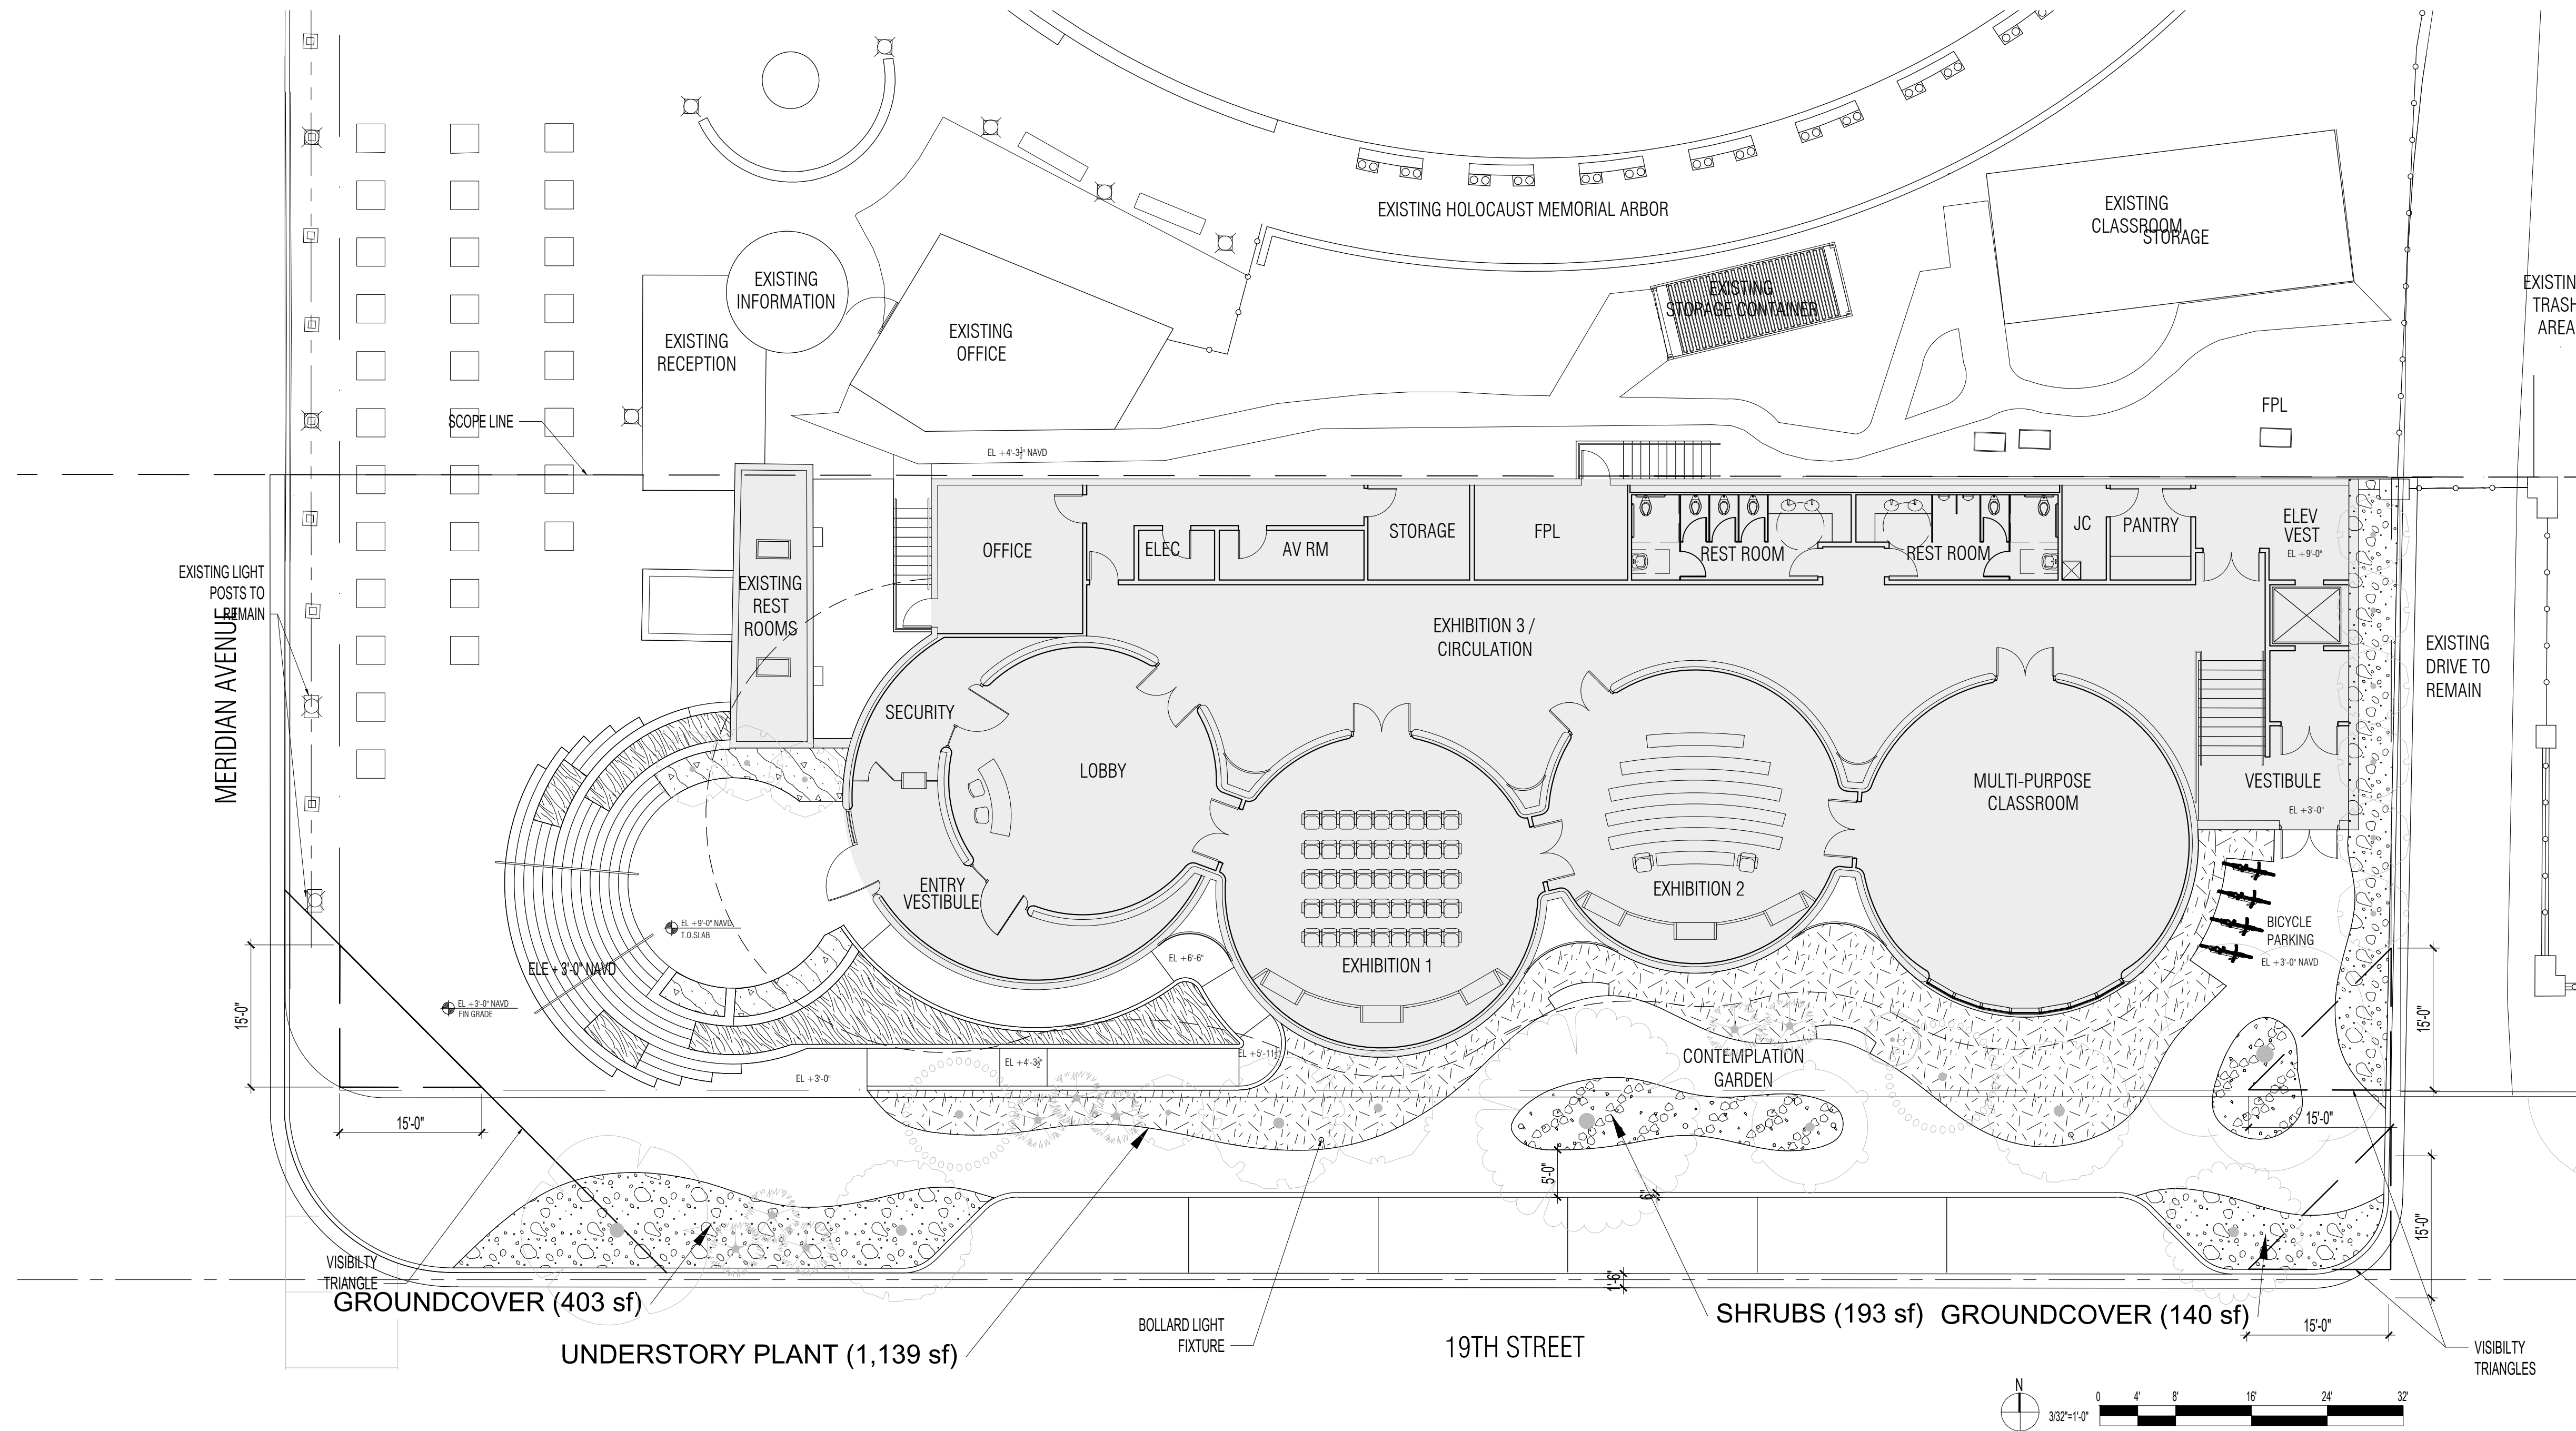 EXISTING HOLOCAUST MEMORIAL ARBOR
EXISTING
CLASSROOM
STORAGE
EXISTING
INFORMATION
EXISTING
STORAGE CONTAINER
EXISTIN
TRASH
AREA
EXISTING
RECEPTION
EXISTING
OFFICE
SCOPE LINE
FPL
EL +4'-3½" NAVD
OFFICE
ELEC
AV RM
STORAGE
FPL
REST ROOM
REST ROOM
JC
PANTRY
ELEV
VEST
EL +9'-0"
EXISTING LIGHT
POSTS TO
REMAIN
MERIDIAN AVENUE
EXISTING
REST
ROOMS
EXHIBITION 3 /
CIRCULATION
EXISTING
DRIVE TO
REMAIN
SECURITY
LOBBY
MULTI-PURPOSE
CLASSROOM
VESTIBULE
EL +3'-0"
ENTRY
VESTIBULE
EXHIBITION 2
EXHIBITION 1
BICYCLE
PARKING
EL +3'-0" NAVD
EL +9'-0" NAVD
T.O.SLAB
ELE + 3'-0" NAVD
EL +6'-6"
EL +3'-0" NAVD
FIN GRADE
15'-0"
15'-0"
EL +3'-0"
EL +4'-3½"
EL +5'-11½"
CONTEMPLATION
GARDEN
15'-0"
15'-0"
5'-0"
6"
15'-0"
VISIBILTY
TRIANGLE
GROUNDCOVER (403 sf)
UNDERSTORY PLANT (1,139 sf)
BOLLARD LIGHT
FIXTURE
1'-6"
19TH STREET
SHRUBS (193 sf)
GROUNDCOVER (140 sf)
15'-0"
VISIBILTY
TRIANGLES
N
3/32"=1'-0"
0 4' 8' 16' 24' 32'